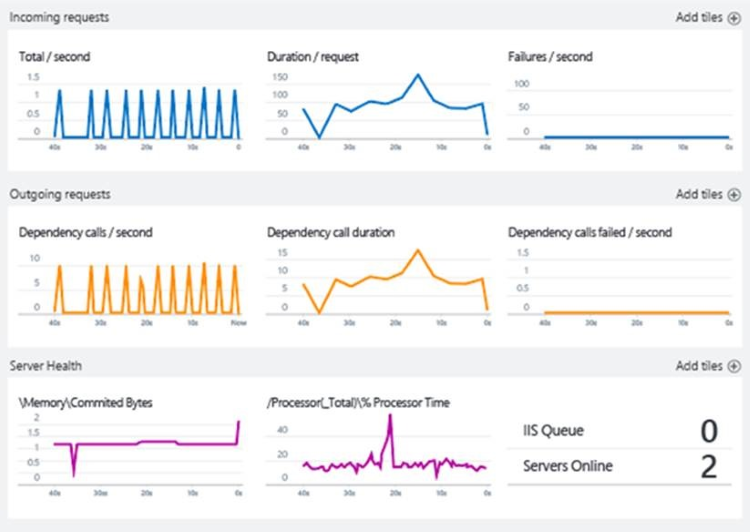 Incoming requests Add tiles
Total / second Duration / request Failures / second
1.5 150 100
1 100
0.5 50 50
0 0 0
40s 30s 20s 10s 0 40s 30s 20s 10s 0s 40s 30s 20s 10s 0s
Outgoing requests Add tiles
Dependency calls / second Dependency call duration Dependency calls failed / second
10 15 1.5
5 10 1
0 5 0.5
0 0
40s 30s 20s 10s Now 40s 30s 20s 10s 0s 40s 30s 20s 10s 0s
Server Health Add tiles
\Memory\Commited Bytes /Processor(_Total)\% Processor Time
2 40
1.5 20
1 0
0.5
0
IIS Queue 0
Servers Online 2
40s 30s 20s 10s 0s 40s 30s 20s 10s 0s